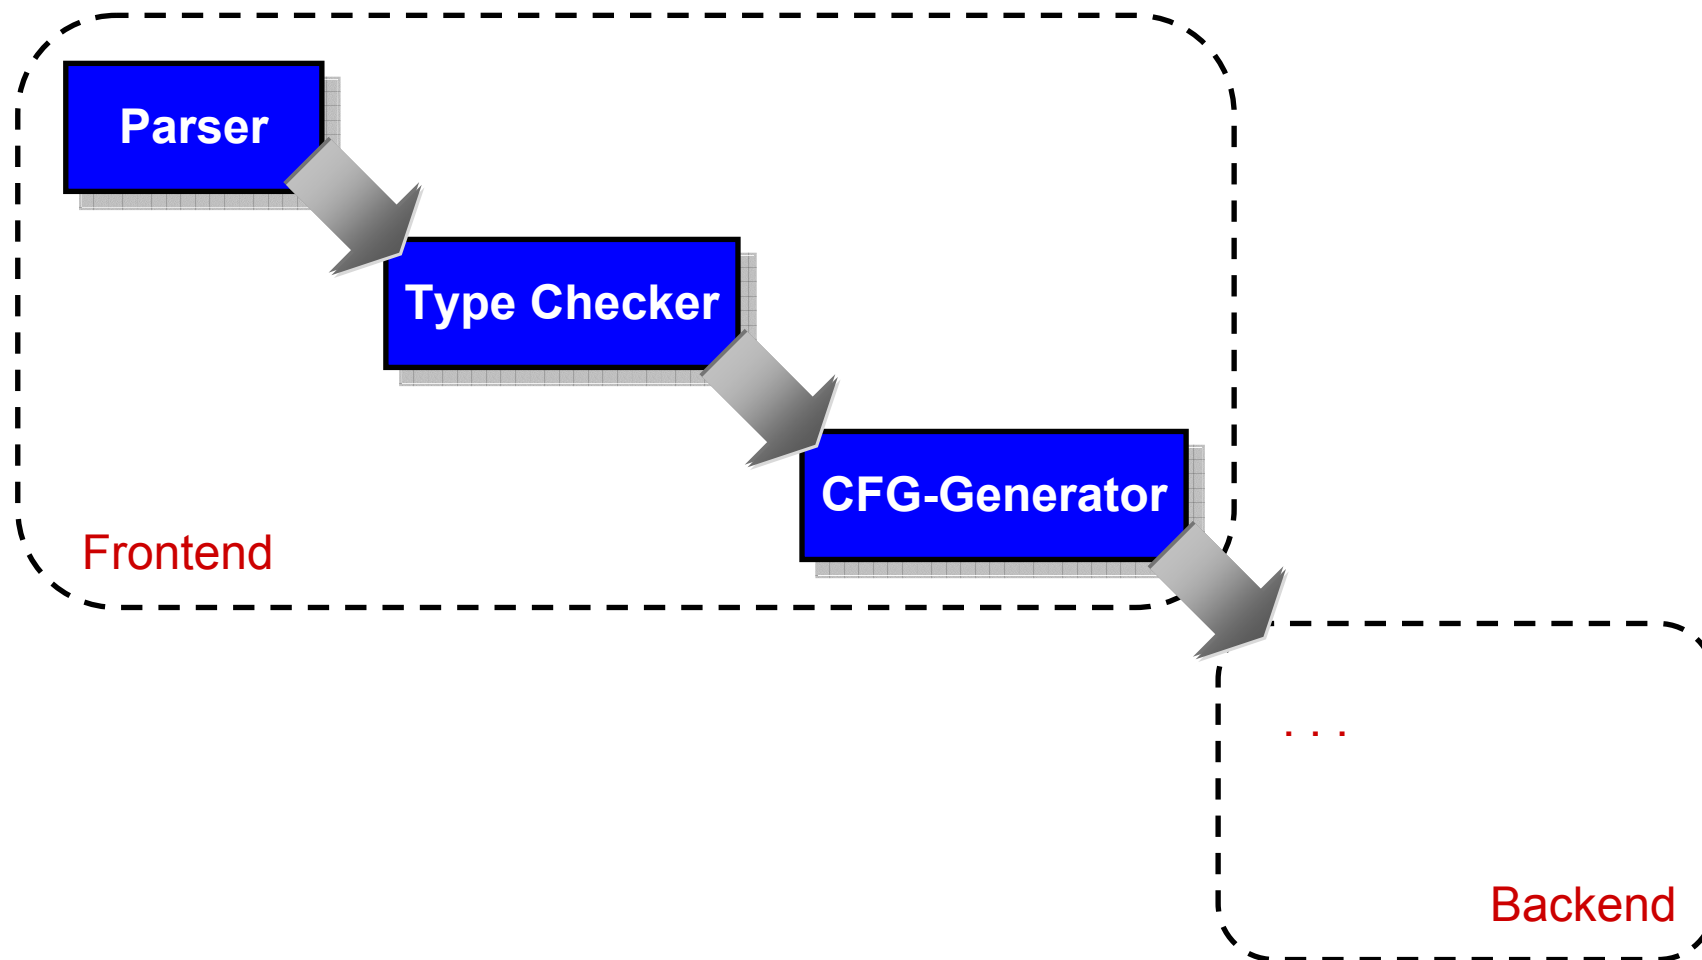 Parser
Type Checker
CFG-Generator
Frontend
. . .
Backend